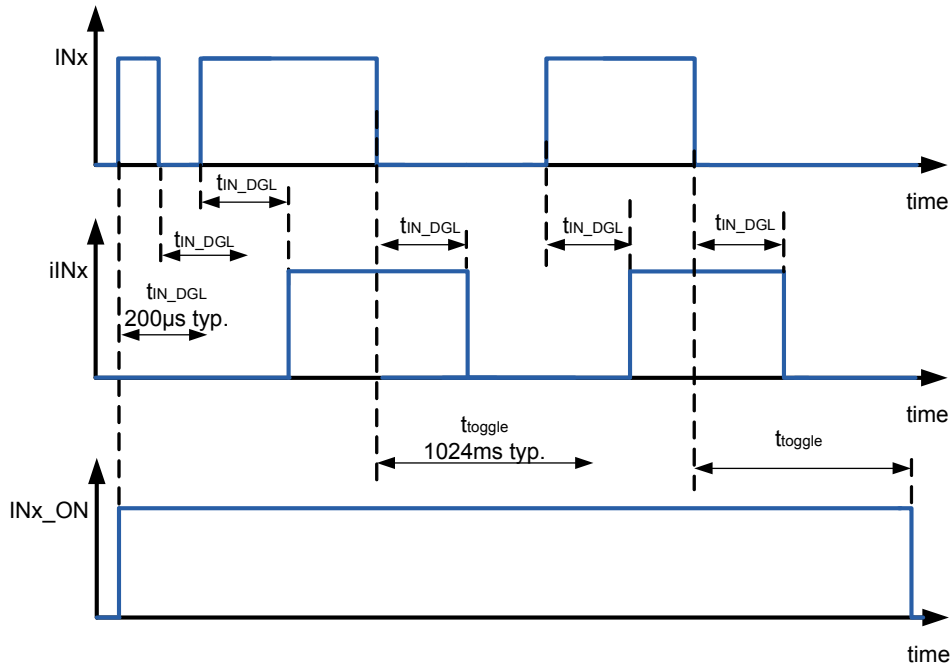 INx
time
tIN_DGL
tIN_DGL
tIN_DGL
tIN_DGL
tIN_DGL
iINx
tIN_DGL
200µs typ.
time
ttoggle
1024ms typ.
ttoggle
INx_ON
time